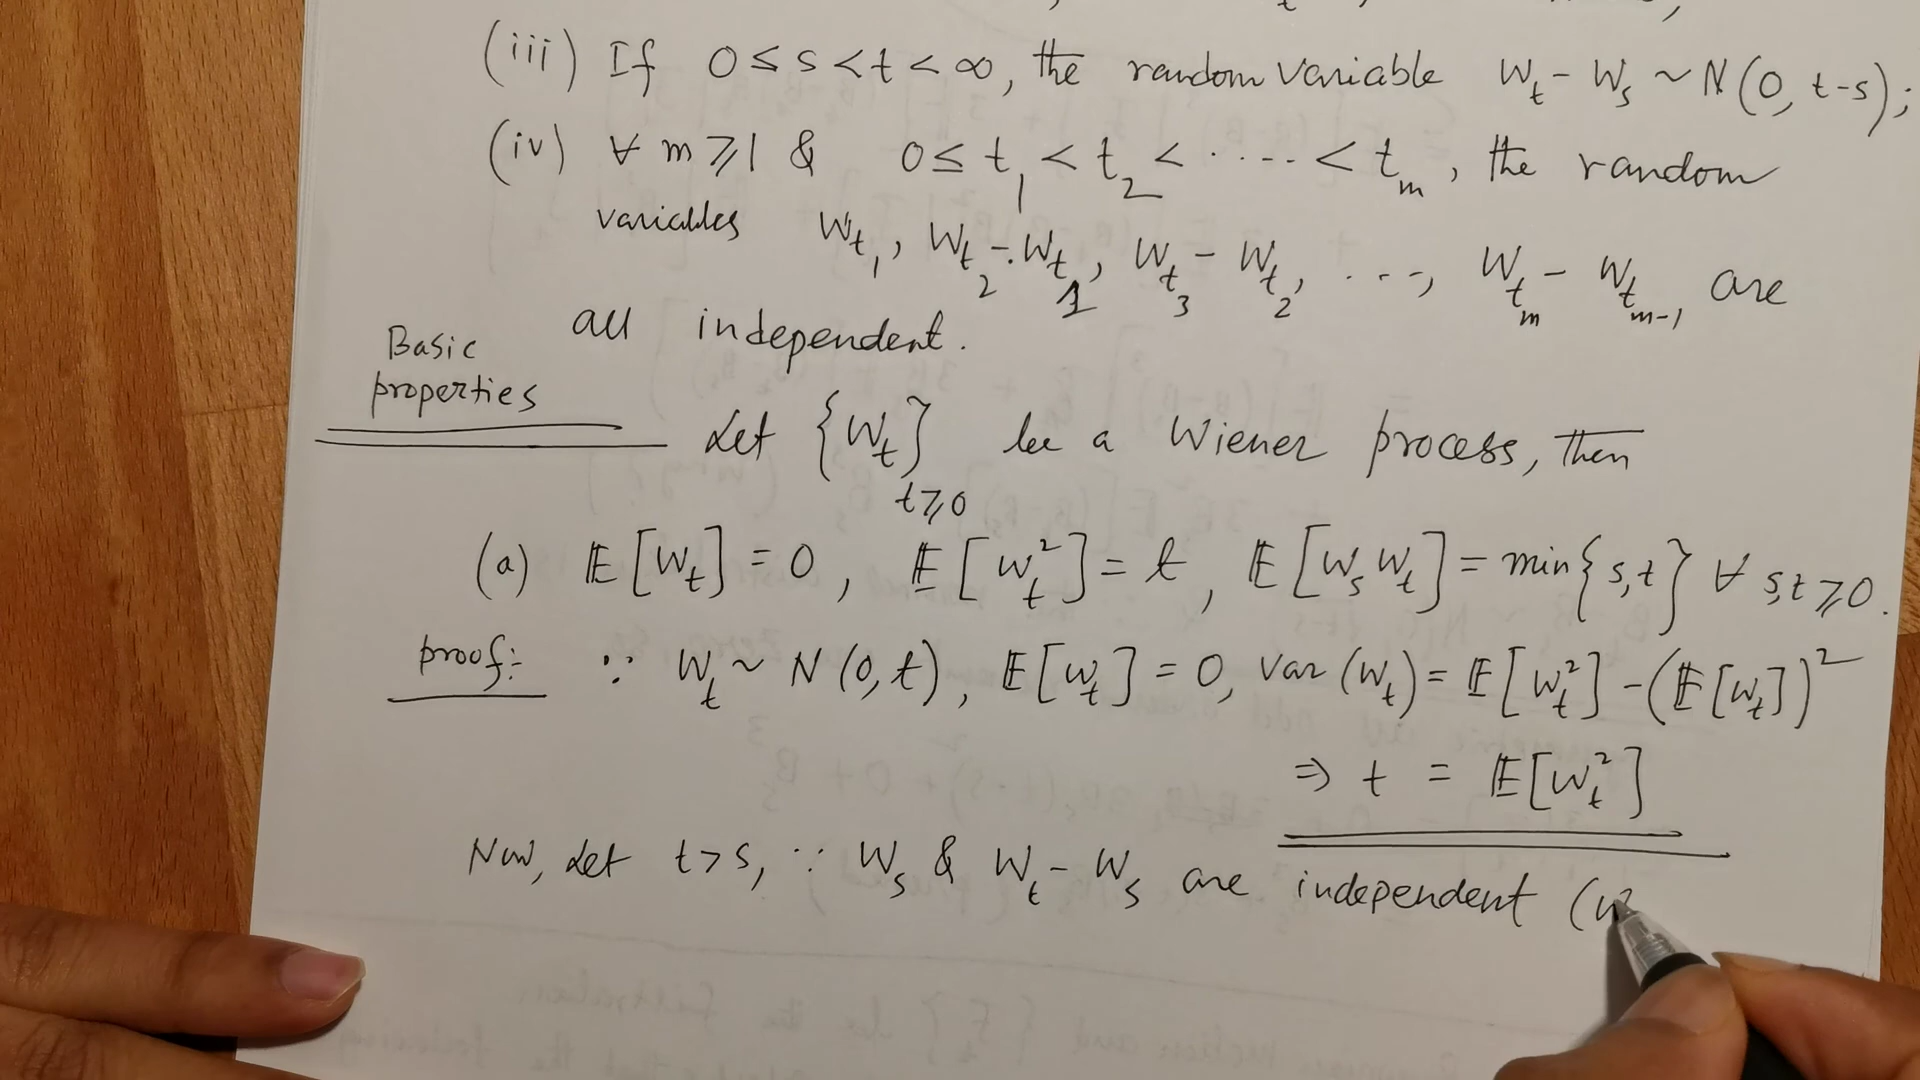 (iii) If 0 ≤ s < t < ∞, the random variable W_t - W_s ~ N(0, t-s);
(iv) ∀ m ≥ 1 & 0 ≤ t_1 < t_2 < ..... < t_m, the random
variables W_{t_1}, W_{t_2} - W_{t_1}, W_{t_3} - W_{t_2}, ..., W_{t_m} - W_{t_{m-1}} are
all independent.
Basic
properties
Let {W_t}_{t≥0} be a Wiener process, then
(a) 𝔼[W_t] = 0, 𝔼[W_t^2] = t, 𝔼[W_s W_t] = min{s,t} ∀ s,t ≥ 0.
proof:- ∵ W_t ~ N(0,t), 𝔼[W_t] = 0, Var(W_t) = 𝔼[W_t^2] - (𝔼[W_t])^2
⇒ t = 𝔼[W_t^2]
Now, Let t > s, ∵ W_s & W_t - W_s are independent (